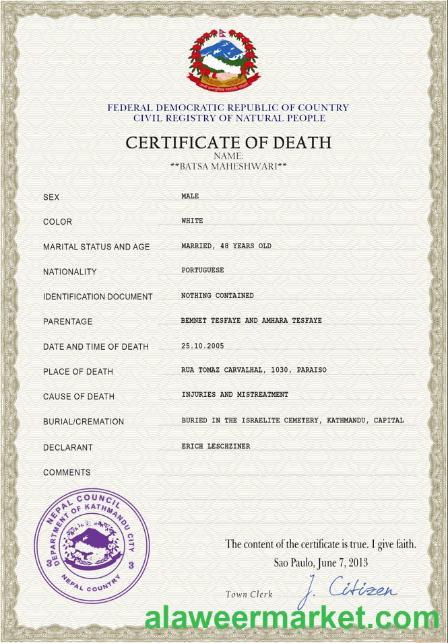 FEDERAL DEMOCRATIC REPUBLIC OF COUNTRY
CIVIL REGISTRY OF NATURAL PEOPLE
CERTIFICATE OF DEATH
NAME:
**BATSA MAHESHWARI**
SEX MALE
COLOR WHITE
MARITAL STATUS AND AGE MARRIED, 48 YEARS OLD
NATIONALITY PORTUGUESE
IDENTIFICATION DOCUMENT NOTHING CONTAINED
PARENTAGE BEMNET TESFAYE AND AMHARA TESFAYE
DATE AND TIME OF DEATH 25.10.2005
PLACE OF DEATH RUA TOMAZ CARVALHAL, 1030, PARAISO
CAUSE OF DEATH INJURIES AND MISTREATMENT
BURIAL/CREMATION BURIED IN THE ISRAELITE CEMETERY, KATHMANDU, CAPITAL
DECLARANT ERICH LESCHZINER
COMMENTS
NEPAL COUNCIL
DEPARTMENT OF KATHMANDU CITY
NEPAL COUNTRY
The content of the certificate is true. I give faith.
Sao Paulo, June 7, 2013
Town Clerk J. Citizen
alaweermarket.com